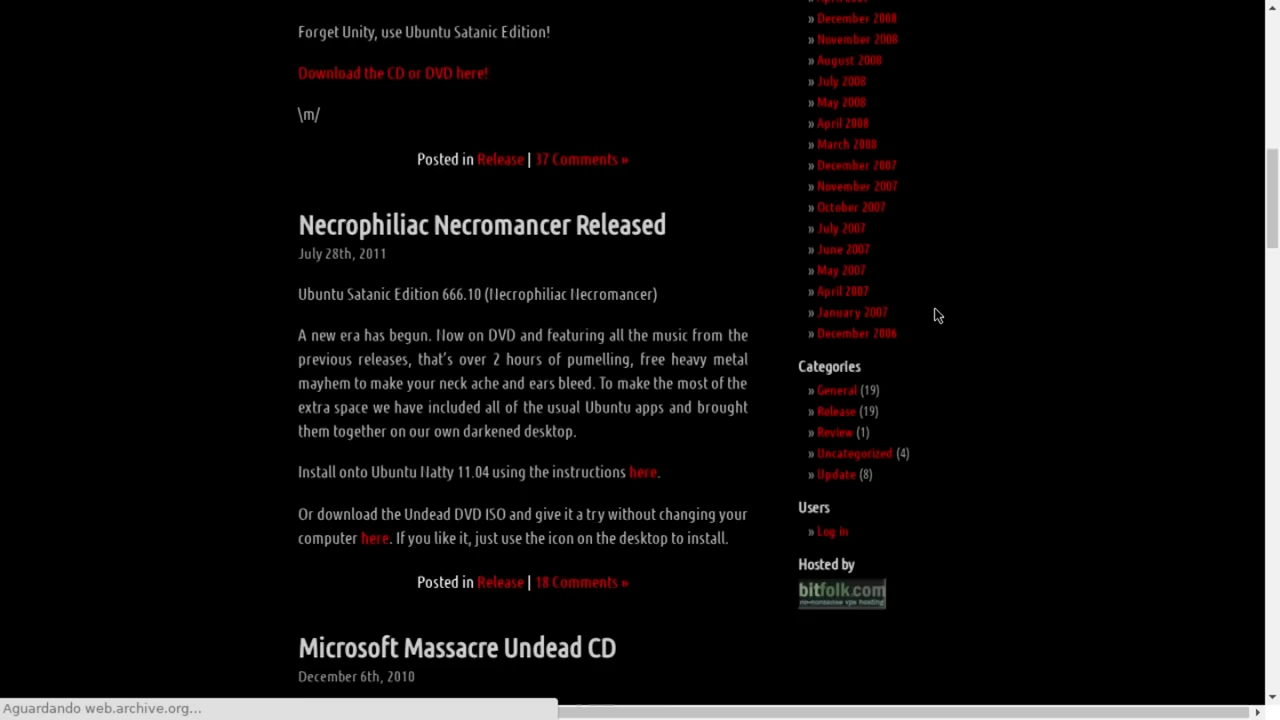 Forget Unity, use Ubuntu Satanic Edition!
Download the CD or DVD here!
\m/
Posted in Release | 37 Comments »
Necrophiliac Necromancer Released
July 28th, 2011
Ubuntu Satanic Edition 666.10 (Necrophiliac Necromancer)
A new era has begun. Now on DVD and featuring all the music from the
previous releases, that's over 2 hours of pumelling, free heavy metal
mayhem to make your neck ache and ears bleed. To make the most of the
extra space we have included all of the usual Ubuntu apps and brought
them together on our own darkened desktop.
Install onto Ubuntu Natty 11.04 using the instructions here.
Or download the Undead DVD ISO and give it a try without changing your
computer here. If you like it, just use the icon on the desktop to install.
Posted in Release | 18 Comments »
Microsoft Massacre Undead CD
December 6th, 2010
» December 2008
» November 2008
» August 2008
» July 2008
» May 2008
» April 2008
» March 2008
» December 2007
» November 2007
» October 2007
» July 2007
» June 2007
» May 2007
» April 2007
» January 2007
» December 2006
Categories
» General (19)
» Release (19)
» Review (1)
» Uncategorized (4)
» Update (8)
Users
» Log in
Hosted by
bitfolk.com
no-nonsense vps hosting
Aguardando web.archive.org...